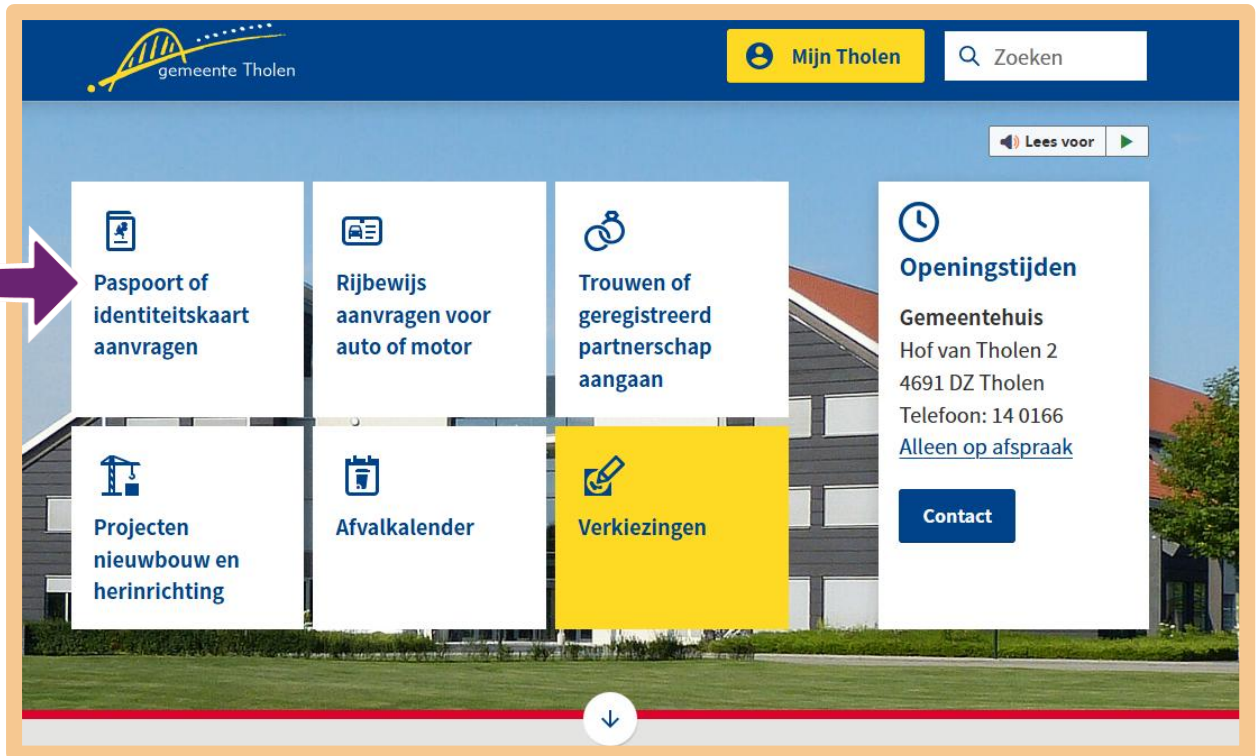 gemeente Tholen
Mijn Tholen
Zoeken
Lees voor
Paspoort of
identiteitskaart
aanvragen
Rijbewijs
aanvragen voor
auto of motor
Trouwen of
geregistreerd
partnerschap
aangaan
Openingstijden
Gemeentehuis
Hof van Tholen 2
4691 DZ Tholen
Telefoon: 14 0166
Alleen op afspraak
Contact
Projecten
nieuwbouw en
herinrichting
Afvalkalender
Verkiezingen